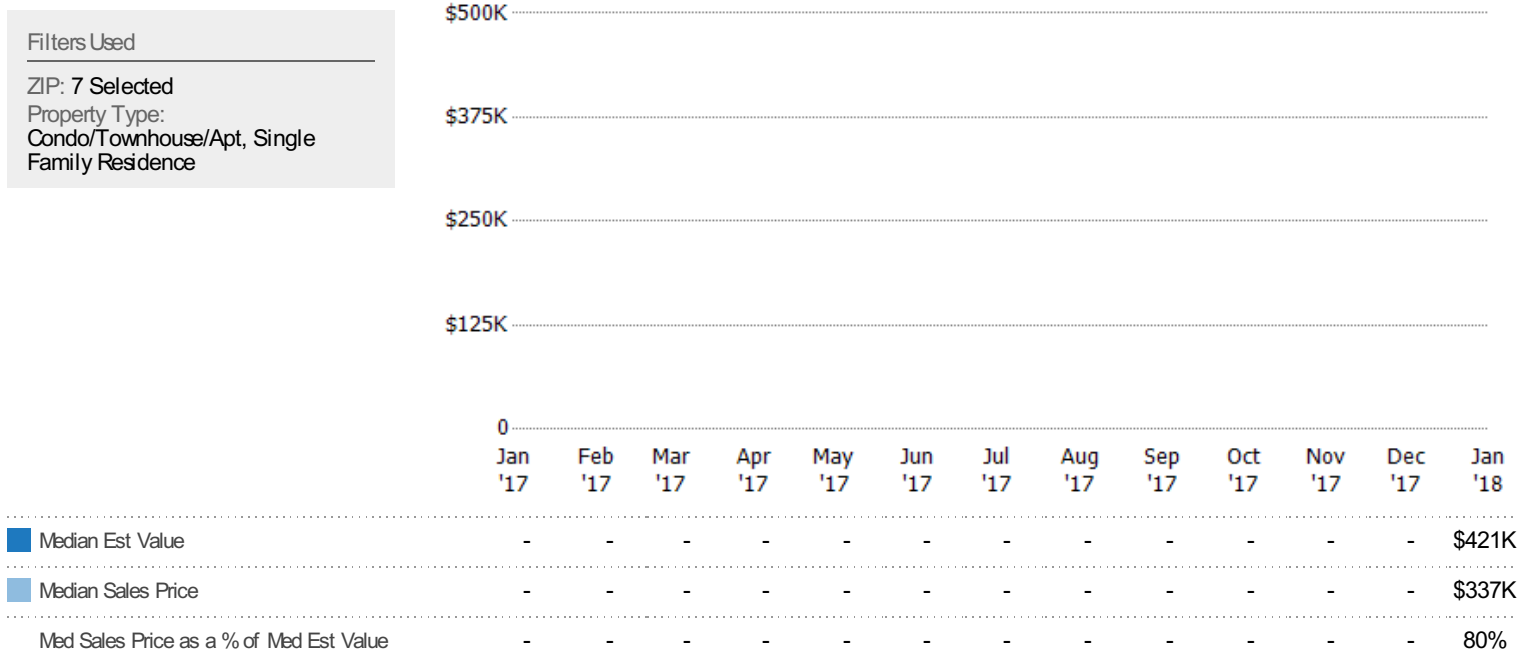 Filters Used
ZIP: 7 Selected
Property Type:
Condo/Townhouse/Apt, Single
Family Residence
$500K
$375K
$250K
$125K
0
Jan Feb Mar Apr May Jun Jul Aug Sep Oct Nov Dec Jan
'17 '17 '17 '17 '17 '17 '17 '17 '17 '17 '17 '17 '18
Median Est Value - - - - - - - - - - - - $421K
Median Sales Price - - - - - - - - - - - - $337K
Med Sales Price as a % of Med Est Value - - - - - - - - - - - - 80%